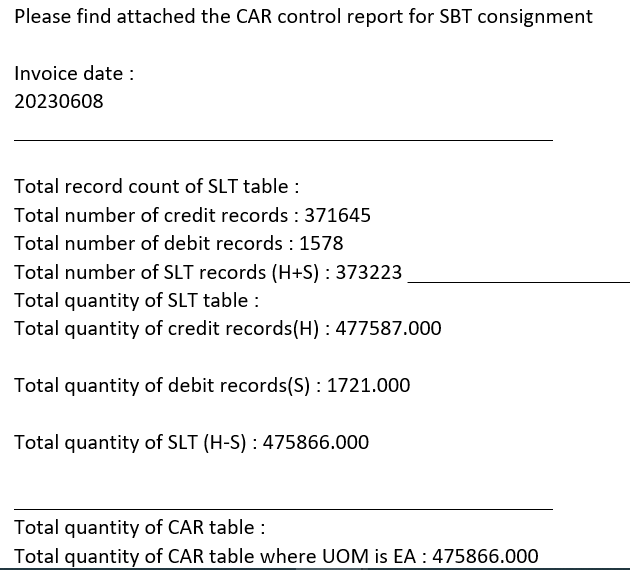 Please find attached the CAR control report for SBT consignment
Invoice date :
20230608
Total record count of SLT table :
Total number of credit records : 371645
Total number of debit records : 1578
Total number of SLT records (H+S) : 373223
Total quantity of SLT table :
Total quantity of credit records(H) : 477587.000
Total quantity of debit records(S) : 1721.000
Total quantity of SLT (H-S) : 475866.000
Total quantity of CAR table :
Total quantity of CAR table where UOM is EA : 475866.000